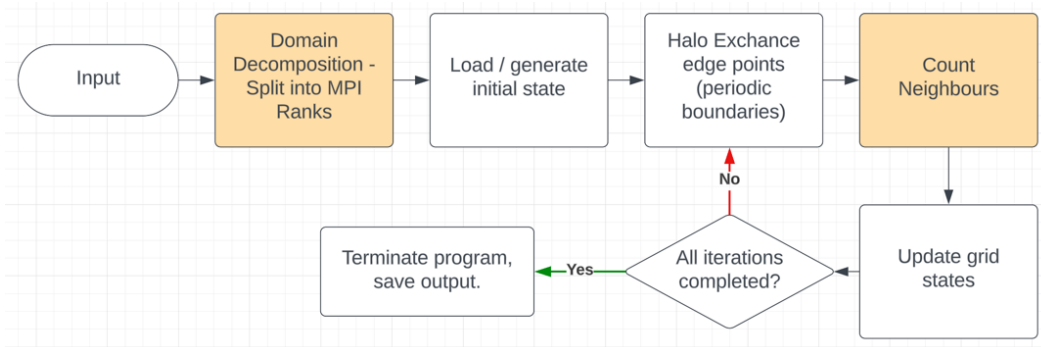 Input
Domain
Decomposition -
Split into MPI
Ranks
Load / generate
initial state
Halo Exchance
edge points
(periodic
boundaries)
Count
Neighbours
No
Terminate program,
save output.
Yes
All iterations
completed?
Update grid
states